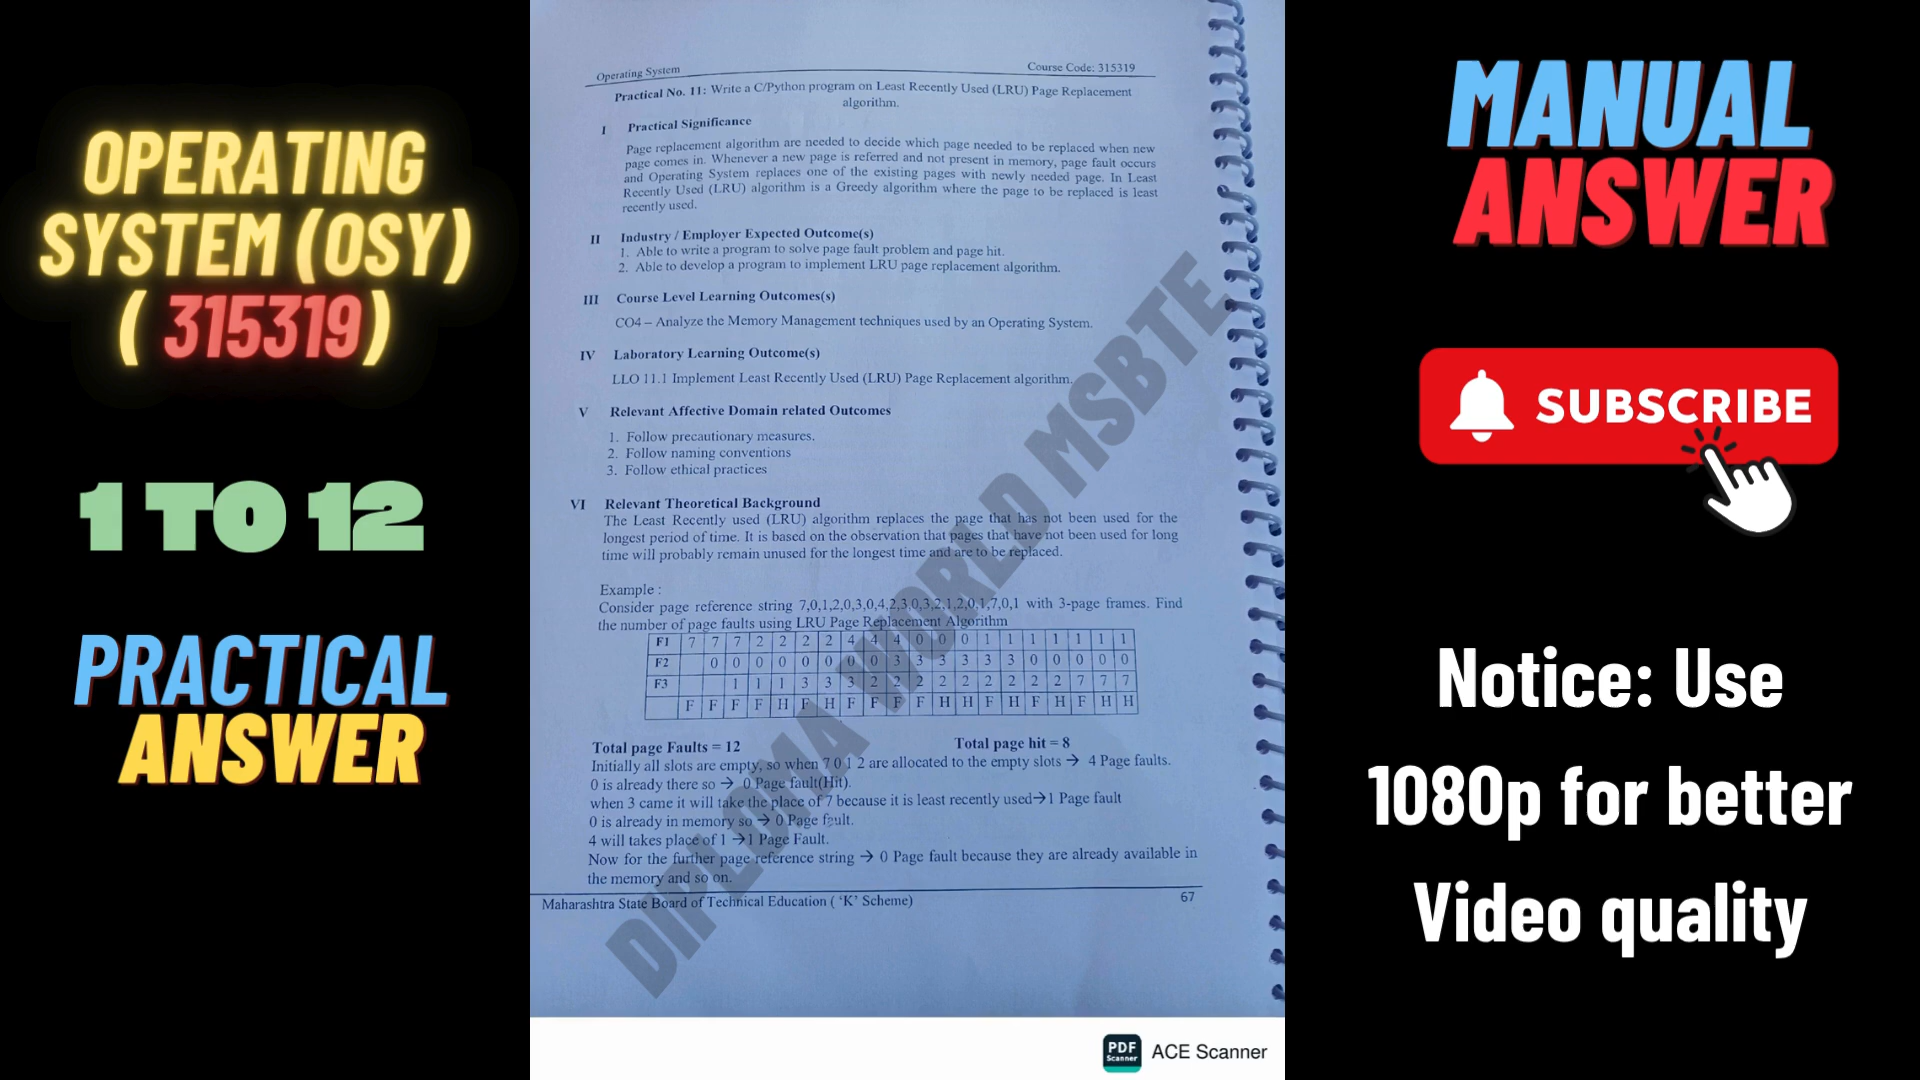 OPERATING
SYSTEM (OSY)
( 315319)
1 TO 12
PRACTICAL
ANSWER
Operating System Course Code: 315319
Practical No. 11: Write a C/Python program on Least Recently Used (LRU) Page Replacement
algorithm.
I Practical Significance
Page replacement algorithm are needed to decide which page needed to be replaced when new
page comes in. Whenever a new page is referred and not present in memory, page fault occurs
and Operating System replaces one of the existing pages with newly needed page. In Least
Recently Used (LRU) algorithm is a Greedy algorithm where the page to be replaced is least
recently used.
II Industry / Employer Expected Outcome(s)
1. Able to write a program to solve page fault problem and page hit.
2. Able to develop a program to implement LRU page replacement algorithm.
III Course Level Learning Outcomes(s)
CO4 – Analyze the Memory Management techniques used by an Operating System.
IV Laboratory Learning Outcome(s)
LLO 11.1 Implement Least Recently Used (LRU) Page Replacement algorithm.
V Relevant Affective Domain related Outcomes
1. Follow precautionary measures.
2. Follow naming conventions
3. Follow ethical practices
VI Relevant Theoretical Background
The Least Recently used (LRU) algorithm replaces the page that has not been used for the
longest period of time. It is based on the observation that pages that have not been used for long
time will probably remain unused for the longest time and are to be replaced.
Example :
Consider page reference string 7,0,1,2,0,3,0,4,2,3,0,3,2,1,2,0,1,7,0,1 with 3-page frames. Find
the number of page faults using LRU Page Replacement Algorithm
F1 7 7 7 2 2 2 2 4 4 4 0 0 0 1 1 1 1 1 1 1
F2 0 0 0 0 0 0 0 0 3 3 3 3 3 3 0 0 0 0 0
F3 1 1 1 3 3 3 2 2 2 2 2 2 2 2 2 7 7 7
F F F F H F H F F F F H H F H F H F H H
Total page Faults = 12 Total page hit = 8
Initially all slots are empty, so when 7 0 1 2 are allocated to the empty slots → 4 Page faults.
0 is already there so → 0 Page fault(Hit).
when 3 came it will take the place of 7 because it is least recently used→1 Page fault
0 is already in memory so → 0 Page fault.
4 will takes place of 1 →1 Page Fault.
Now for the further page reference string → 0 Page fault because they are already available in
the memory and so on.
Maharashtra State Board of Technical Education ( ‘K’ Scheme) 67
DIPLOMA WORLD MSBTE
PDF
Scanner
ACE Scanner
MANUAL
ANSWER
SUBSCRIBE
Notice: Use
1080p for better
Video quality